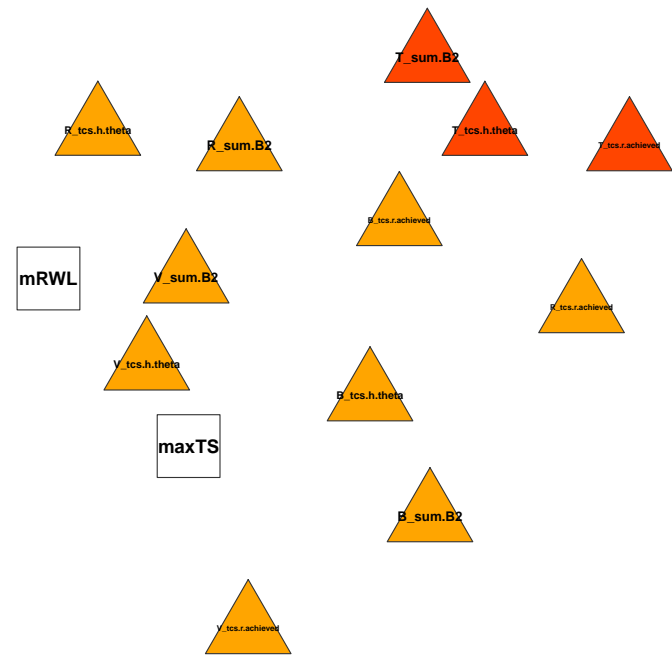 T_sum.B2
R_tcs.h.theta
T_tcs.h.theta
R_sum.B2
T_tcs.r.achieved
B_tcs.r.achieved
mRWL
V_sum.B2
R_tcs.r.achieved
V_tcs.h.theta
B_tcs.h.theta
maxTS
B_sum.B2
V_tcs.r.achieved